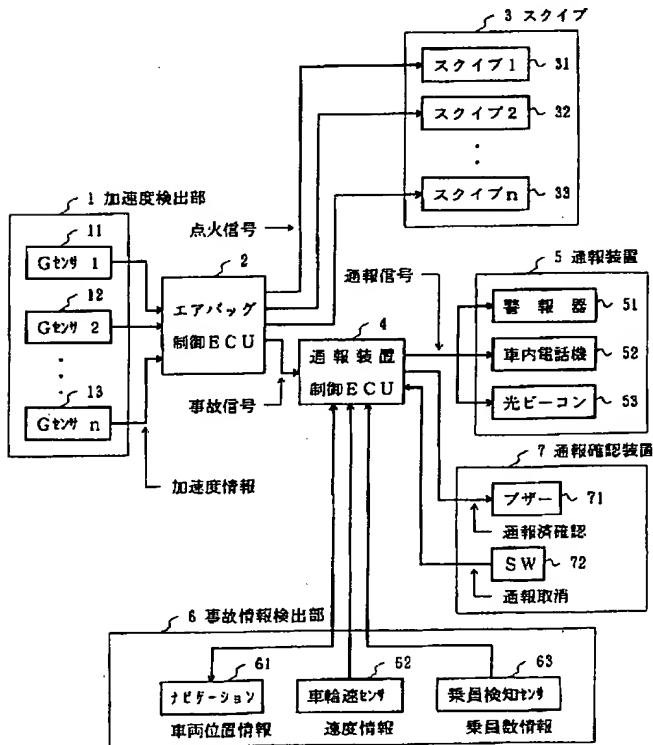 3 スクイブ
スクイブ1 31
スクイブ2 32
スクイブn 33
1 加速度検出部
11
Gセンサ 1
12
Gセンサ 2
13
Gセンサ n
加速度情報
2
エアバッグ
制御ECU
点火信号
事故信号
通報信号
4
通報装置
制御ECU
5 通報装置
警報器 51
車内電話機 52
光ビーコン 53
7 通報確認装置
ブザー 71
通報済確認
SW 72
通報取消
6 事故情報検出部
61
ナビゲーション
車両位置情報
62
車輪速センサ
速度情報
63
乗員検知センサ
乗員数情報